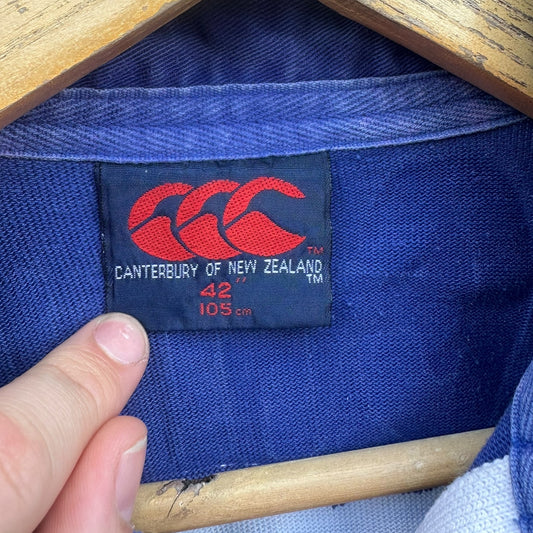 TM
CANTERBURY OF NEW ZEALAND
TM
42"
105cm